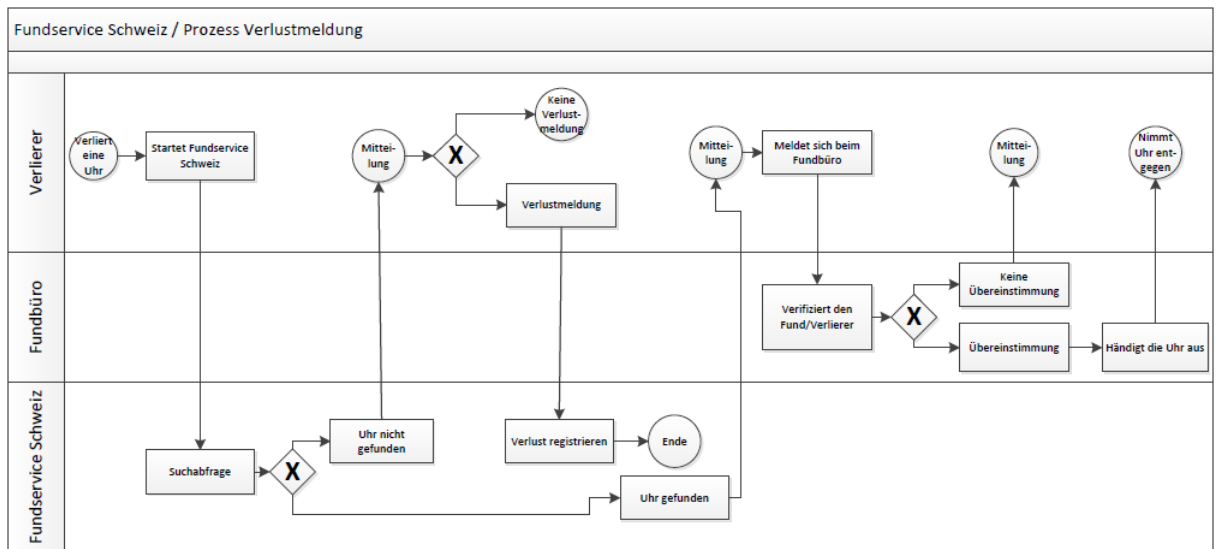 Fundservice Schweiz / Prozess Verlustmeldung
Verlierer
Verliert
eine
Uhr
Startet Fundservice
Schweiz
Mittei-
lung
X
Keine
Verlust-
meldung
Verlustmeldung
Mittei-
lung
Meldet sich beim
Fundbüro
Mittei-
lung
Nimmt
Uhr ent-
gegen
Fundbüro
Verifiziert den
Fund/Verlierer
X
Keine
Übereinstimmung
Übereinstimmung
Händigt die Uhr aus
Fundservice Schweiz
Suchabfrage
X
Uhr nicht
gefunden
Verlust registrieren
Ende
Uhr gefunden